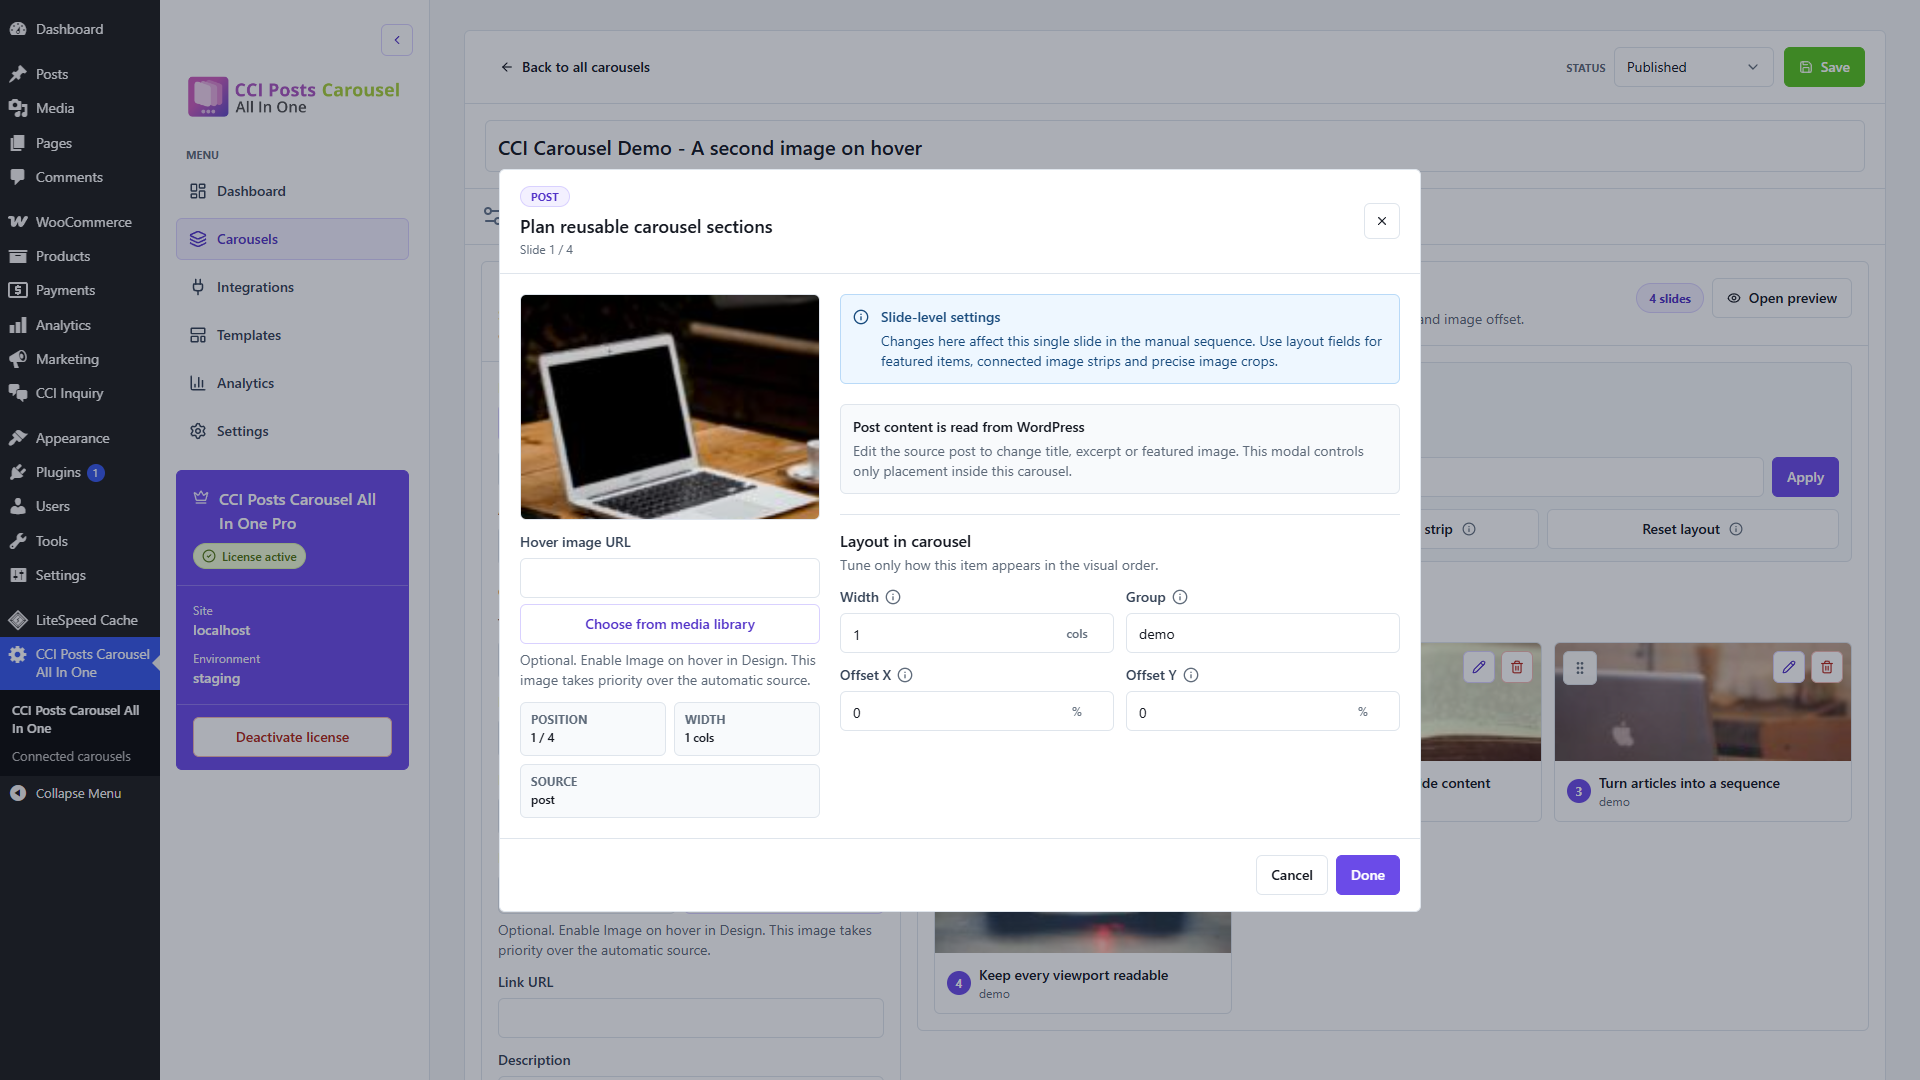 Dashboard
Posts
Media
Pages
Comments
WooCommerce
Products
Payments
Analytics
Marketing
CCI Inquiry
Appearance
Plugins 1
Users
Tools
Settings
LiteSpeed Cache
CCI Posts Carousel
All In One
CCI Posts Carousel All
In One
Connected carousels
Collapse Menu
CCI Posts Carousel
All In One
MENU
Dashboard
Carousels
Integrations
Templates
Analytics
Settings
CCI Posts Carousel All
In One Pro
License active
Site
localhost
Environment
staging
Deactivate license
Back to all carousels
STATUS
Published
Save
CCI Carousel Demo - A second image on hover
4 slides
Open preview
and image offset.
Apply
strip
Reset layout
POST
Plan reusable carousel sections
Slide 1 / 4
Hover image URL
Choose from media library
Optional. Enable Image on hover in Design. This
image takes priority over the automatic source.
POSITION
1 / 4
WIDTH
1 cols
SOURCE
post
Slide-level settings
Changes here affect this single slide in the manual sequence. Use layout fields for
featured items, connected image strips and precise image crops.
Post content is read from WordPress
Edit the source post to change title, excerpt or featured image. This modal controls
only placement inside this carousel.
Layout in carousel
Tune only how this item appears in the visual order.
Width
1 cols
Group
demo
Offset X
0 %
Offset Y
0 %
Cancel
Done
de content
3
Turn articles into a sequence
demo
4
Keep every viewport readable
demo
Optional. Enable Image on hover in Design. This image takes
priority over the automatic source.
Link URL
Description